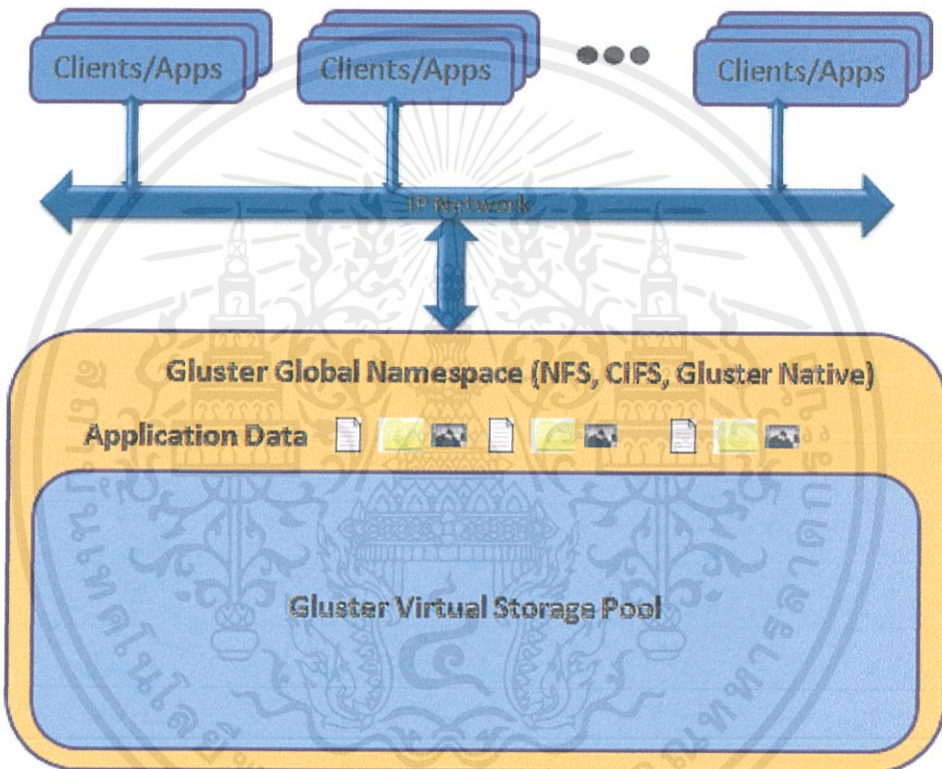 Clients/Apps
Clients/Apps
Clients/Apps
IP Network
Gluster Global Namespace (NFS, CIFS, Gluster Native)
Application Data
Gluster Virtual Storage Pool